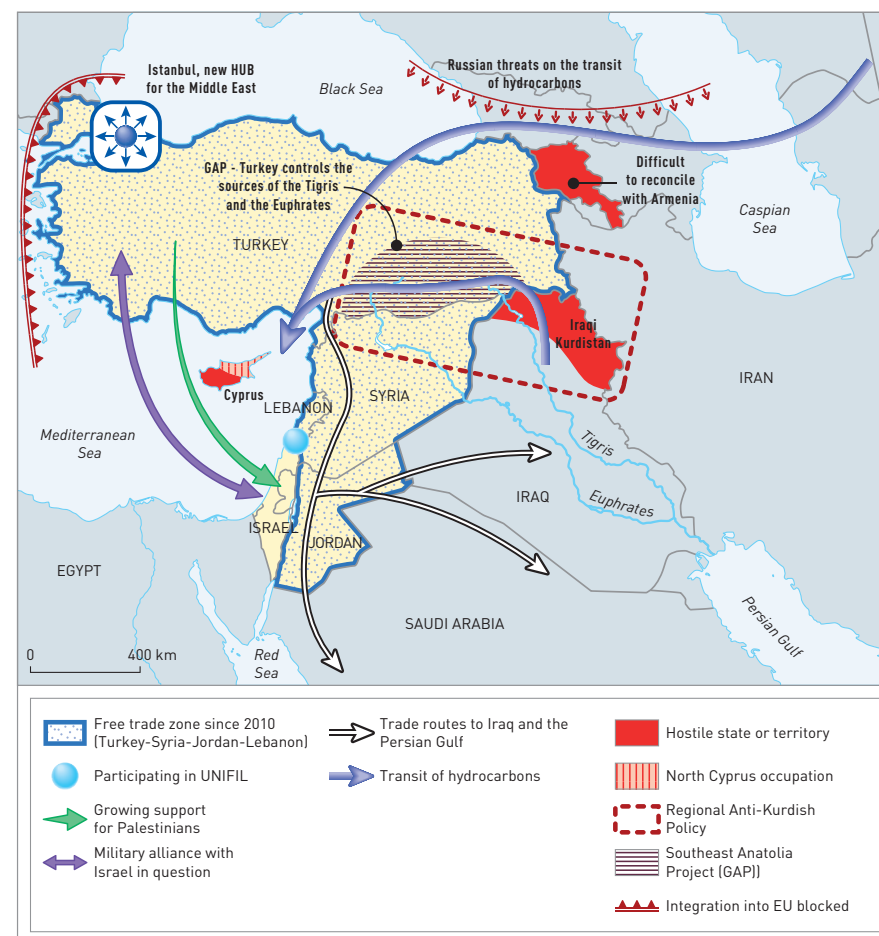 Istanbul, new HUB
for the Middle East
Black Sea
Russian threats on the transit
of hydrocarbons
GAP - Turkey controls the
sources of the Tigris
and the Euphrates
Difficult
to reconcile
with Armenia
Caspian
Sea
TURKEY
Iraqi
Kurdistan
Cyprus
LEBANON
SYRIA
IRAN
Mediterranean
Sea
Tigris
IRAQ
Euphrates
ISRAEL
JORDAN
EGYPT
SAUDI ARABIA
Persian Gulf
0
400 km
Red
Sea
Free trade zone since 2010
(Turkey-Syria-Jordan-Lebanon)
Participating in UNIFIL
Growing support
for Palestinians
Military alliance with
Israel in question
Trade routes to Iraq and the
Persian Gulf
Transit of hydrocarbons
Hostile state or territory
North Cyprus occupation
Regional Anti-Kurdish
Policy
Southeast Anatolia
Project (GAP))
Integration into EU blocked